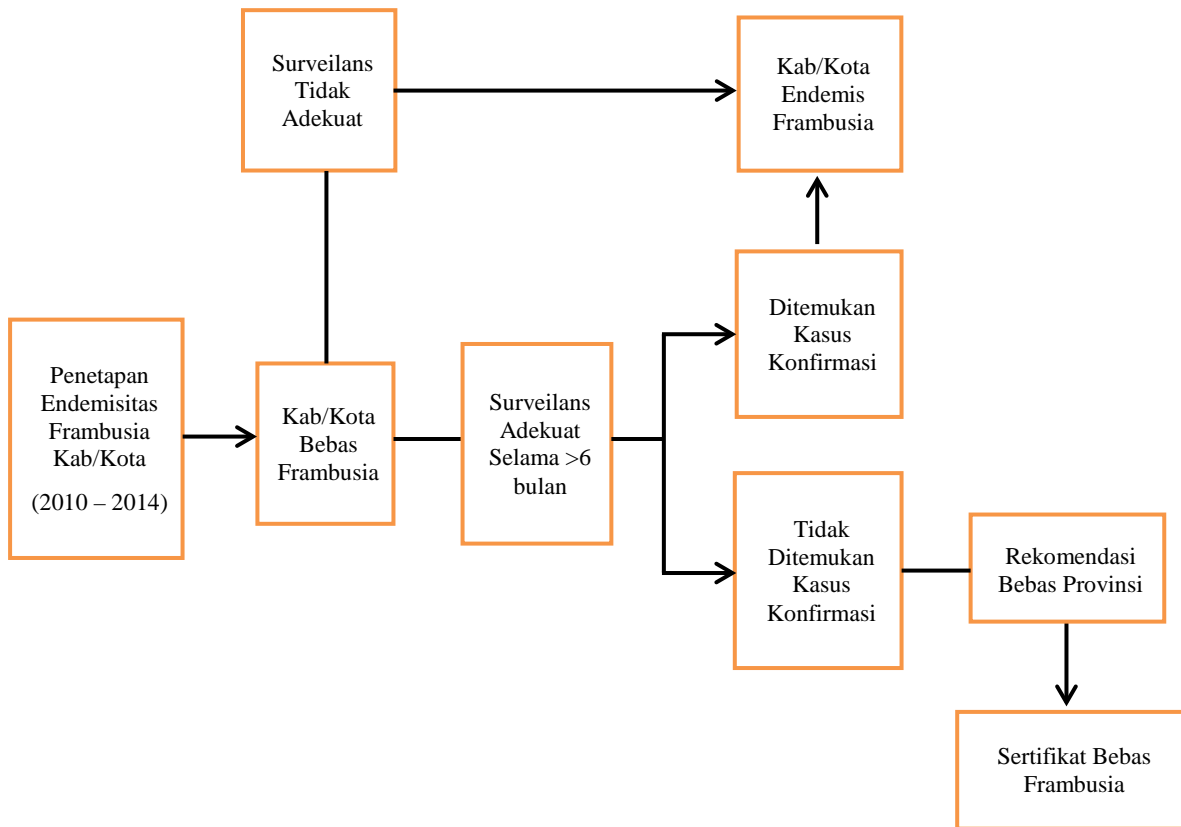 Surveilans
Tidak
Adekuat
Kab/Kota
Endemis
Frambusia
Penetapan
Endemisitas
Frambusia
Kab/Kota
(2010 – 2014)
Kab/Kota
Bebas
Frambusia
Surveilans
Adekuat
Selama >6
bulan
Ditemukan
Kasus
Konfirmasi
Tidak
Ditemukan
Kasus
Konfirmasi
Rekomendasi
Bebas Provinsi
Sertifikat Bebas
Frambusia